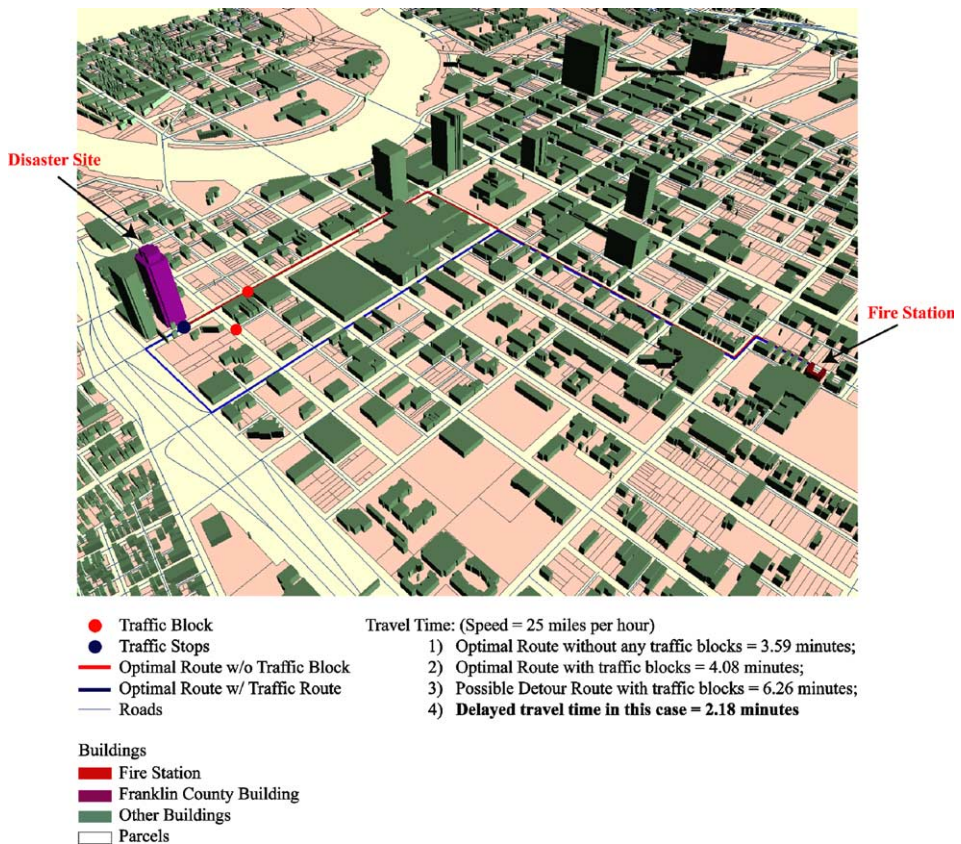 Disaster Site
Fire Station
Traffic Block
Traffic Stops
Optimal Route w/o Traffic Block
Optimal Route w/ Traffic Route
Roads
Travel Time: (Speed = 25 miles per hour)
1) Optimal Route without any traffic blocks = 3.59 minutes;
2) Optimal Route with traffic blocks = 4.08 minutes;
3) Possible Detour Route with traffic blocks = 6.26 minutes;
4) Delayed travel time in this case = 2.18 minutes
Buildings
Fire Station
Franklin County Building
Other Buildings
Parcels